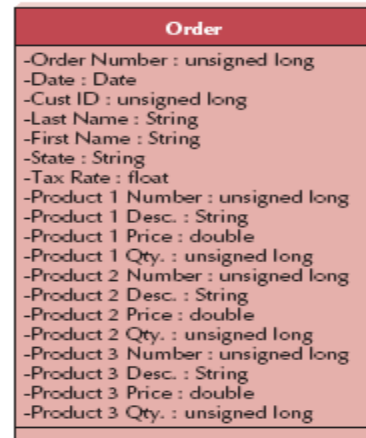 Order
-Order Number : unsigned long
-Date : Date
-Cust ID : unsigned long
-Last Name : String
-First Name : String
-State : String
-Tax Rate : float
-Product 1 Number : unsigned long
-Product 1 Desc. : String
-Product 1 Price : double
-Product 1 Qty. : unsigned long
-Product 2 Number : unsigned long
-Product 2 Desc. : String
-Product 2 Price : double
-Product 2 Qty. : unsigned long
-Product 3 Number : unsigned long
-Product 3 Desc. : String
-Product 3 Price : double
-Product 3 Qty. : unsigned long